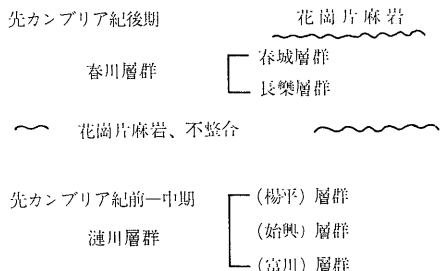 先カンブリア紀後期 花崗片麻岩
春川層群
春城層群
長樂層群
花崗片麻岩、不整合
先カンブリア紀前一中期
漣川層群
(楊平) 層群
(始興) 層群
(富川) 層群